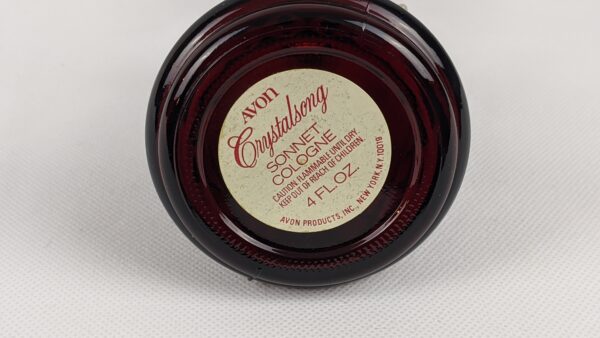 AVON
Crystalsong
SONNET
COLOGNE
CAUTION. FLAMMABLE UNTIL DRY.
KEEP OUT OF REACH OF CHILDREN.
4 FL. OZ.
AVON PRODUCTS, INC., NEW YORK, N.Y. 10019